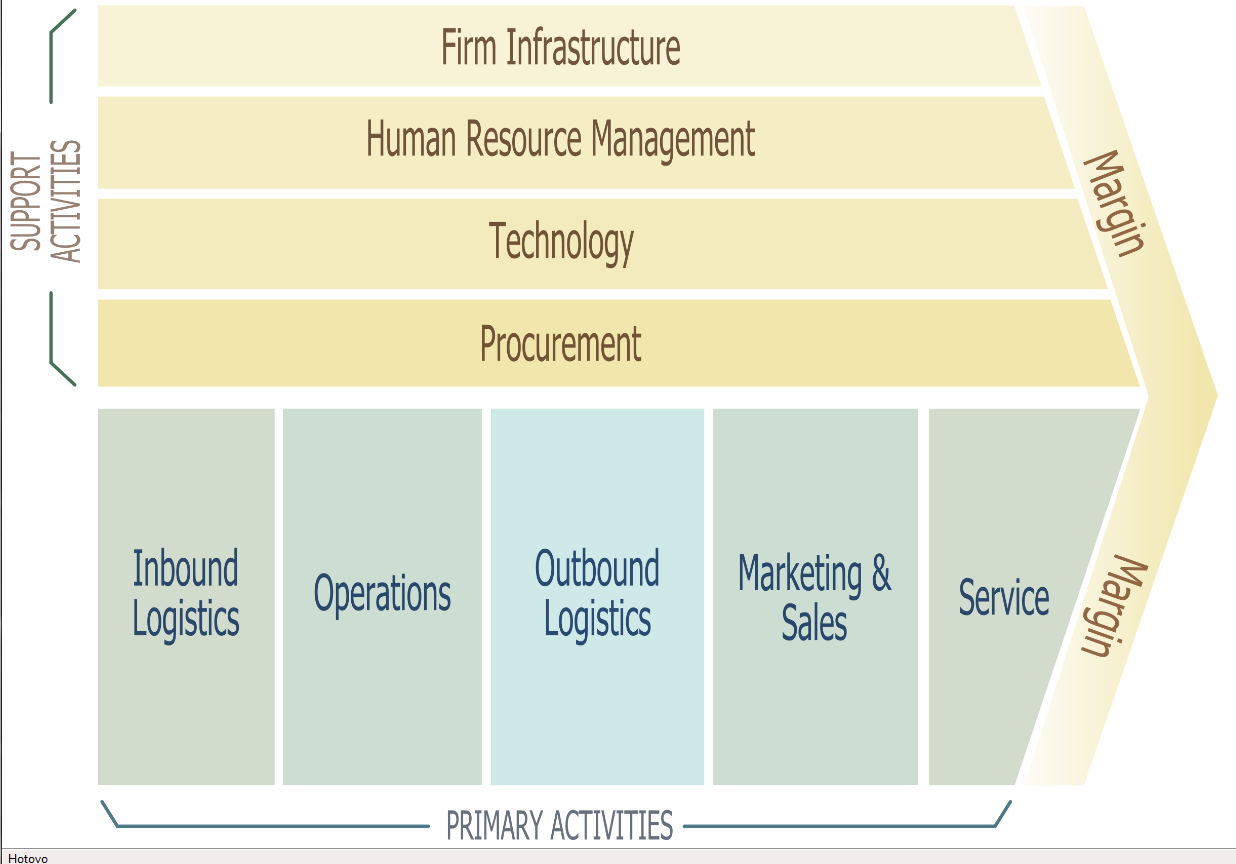 Firm Infrastructure
Human Resource Management
Technology
Procurement
SUPPORT
ACTIVITIES
Margin
Inbound
Logistics
Operations
Outbound
Logistics
Marketing &
Sales
Service
Margin
PRIMARY ACTIVITIES
Hotovo